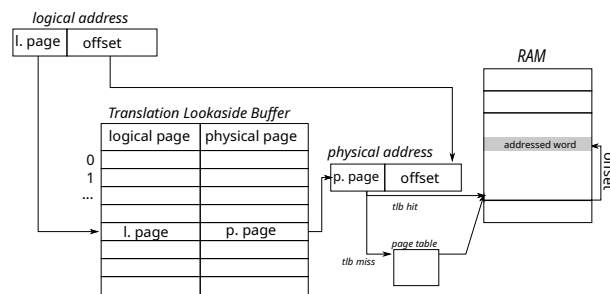 logical address
l. page offset
RAM
Translation Lookaside Buffer
logical page physical page
addressed word
0
physical address
1
p. page offset
offset
...
tlb hit
l. page p. page
page table
tlb miss